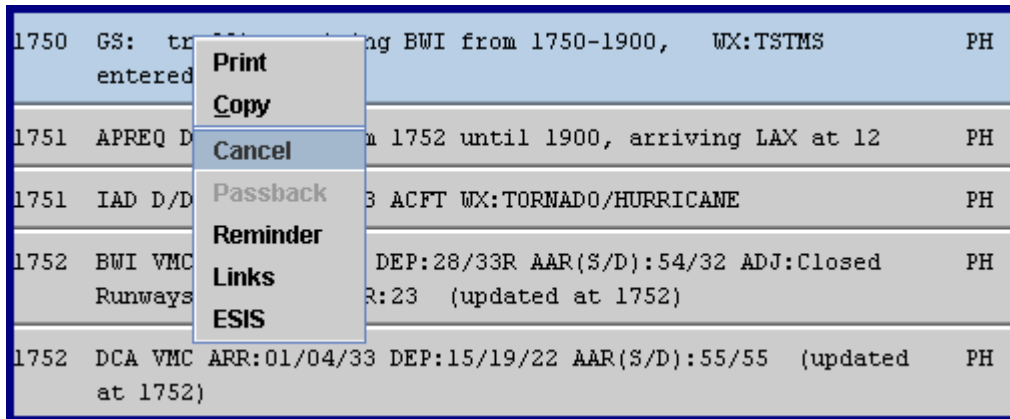 1750 GS: tr ng BWI from 1750-1900, WX:TSTMS PH
entered
Print
Copy
Cancel
Passback
Reminder
Links
ESIS
1751 APREQ D 1752 until 1900, arriving LAX at 12 PH
1751 IAD D/D ACFT WX:TORNADO/HURRICANE PH
1752 BWI VMC DEP:28/33R AAR(S/D):54/32 ADJ:Closed PH
Runways R:23 (updated at 1752)
1752 DCA VMC ARR:01/04/33 DEP:15/19/22 AAR(S/D):55/55 (updated PH
at 1752)